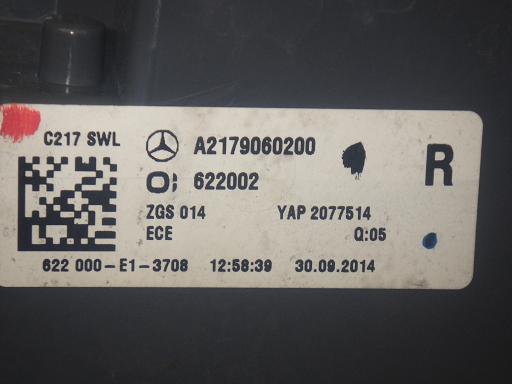 C217 SWL
A2179060200
622002
R
ZGS 014 YAP 2077514
ECE Q:05
622 000-E1-3708 12:58:39 30.09.2014